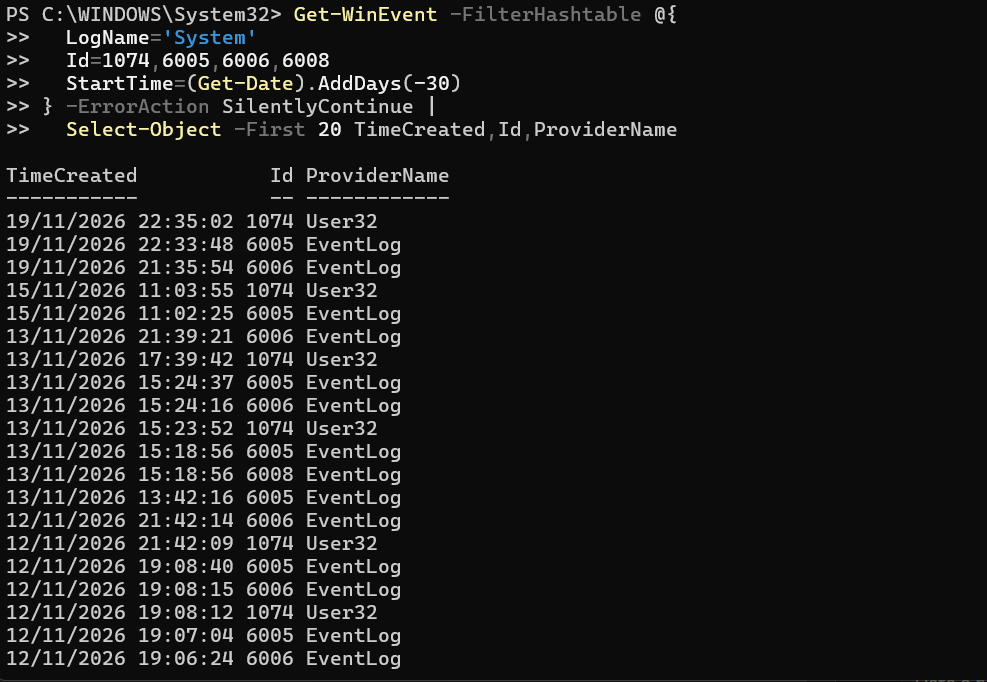 PS C:\WINDOWS\System32> Get-WinEvent -FilterHashtable @{
>>   LogName='System'
>>   Id=1074,6005,6006,6008
>>   StartTime=(Get-Date).AddDays(-30)
>> } -ErrorAction SilentlyContinue |
>>   Select-Object -First 20 TimeCreated,Id,ProviderName
TimeCreated           Id ProviderName
-----------           -- ------------
19/11/2026 22:35:02 1074 User32
19/11/2026 22:33:48 6005 EventLog
19/11/2026 21:35:54 6006 EventLog
15/11/2026 11:03:55 1074 User32
15/11/2026 11:02:25 6005 EventLog
13/11/2026 21:39:21 6006 EventLog
13/11/2026 17:39:42 1074 User32
13/11/2026 15:24:37 6005 EventLog
13/11/2026 15:24:16 6006 EventLog
13/11/2026 15:23:52 1074 User32
13/11/2026 15:18:56 6005 EventLog
13/11/2026 15:18:56 6008 EventLog
13/11/2026 13:42:16 6005 EventLog
12/11/2026 21:42:14 6006 EventLog
12/11/2026 21:42:09 1074 User32
12/11/2026 19:08:40 6005 EventLog
12/11/2026 19:08:15 6006 EventLog
12/11/2026 19:08:12 1074 User32
12/11/2026 19:07:04 6005 EventLog
12/11/2026 19:06:24 6006 EventLog